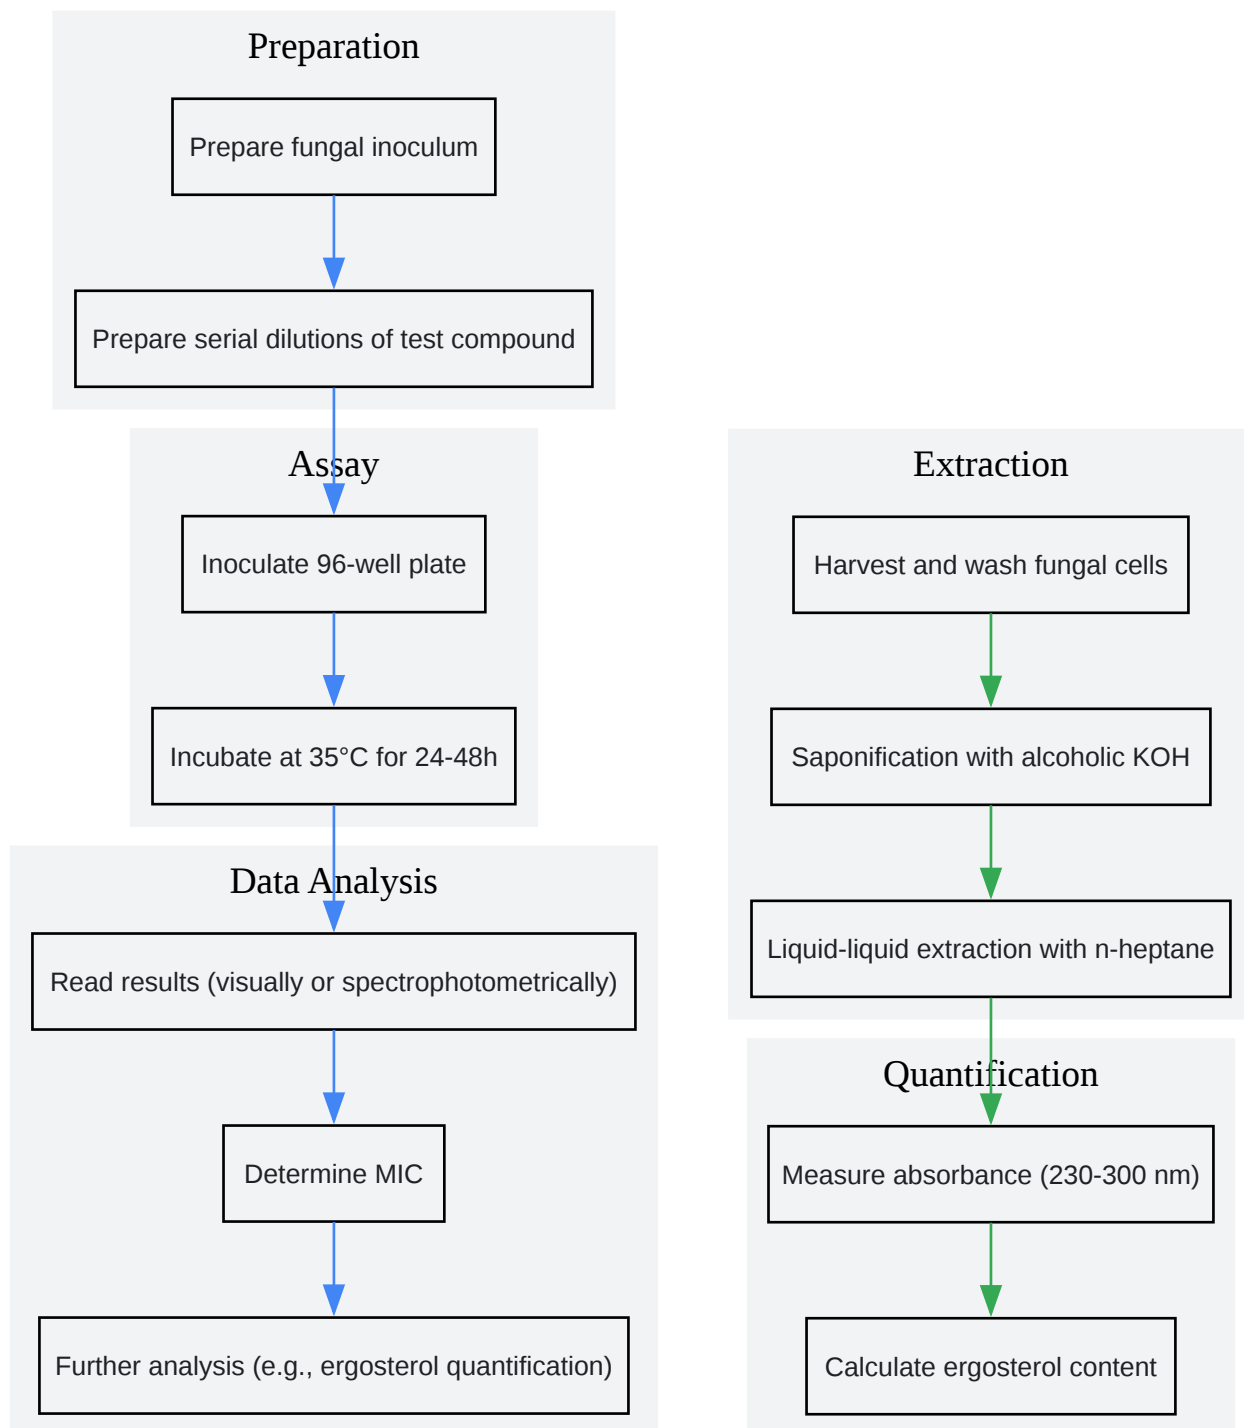 Preparation
Prepare fungal inoculum
Prepare serial dilutions of test compound
Assay
Inoculate 96-well plate
Incubate at 35°C for 24-48h
Data Analysis
Read results (visually or spectrophotometrically)
Determine MIC
Further analysis (e.g., ergosterol quantification)
Extraction
Harvest and wash fungal cells
Saponification with alcoholic KOH
Liquid-liquid extraction with n-heptane
Quantification
Measure absorbance (230-300 nm)
Calculate ergosterol content